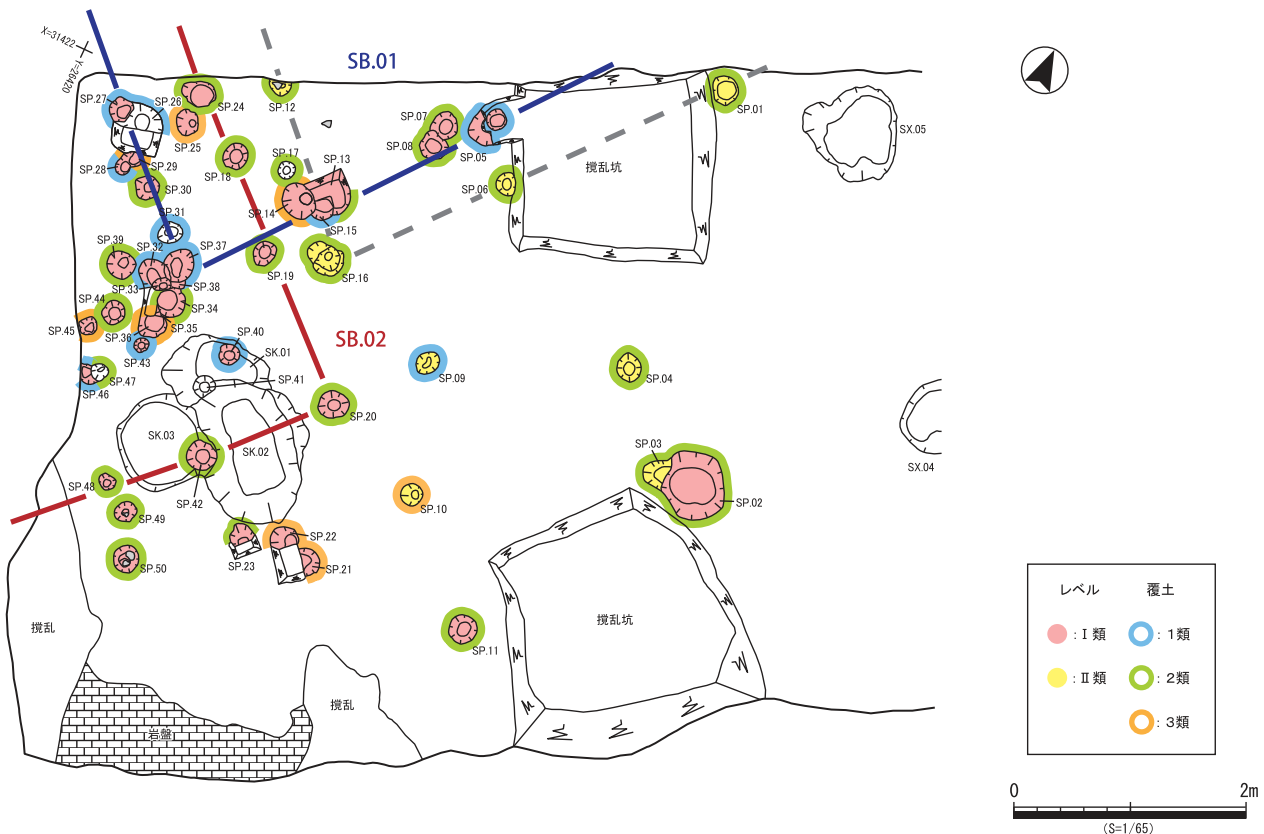 X=31422
Y=26420
SB.01
SP.27
SP.26
SP.24
SP.12
SP.25
SP.07
SP.08
SP.05
SP.01
SX.05
SP.28
SP.29
SP.30
SP.18
SP.17
SP.13
撹乱坑
SP.06
SP.14
SP.15
SP.31
SP.39
SP.32
SP.37
SP.19
SP.16
SP.33
SP.38
SP.44
SP.34
SP.45
SP.36
SP.35
SP.43
SP.40
SK.01
SB.02
SP.46
SP.47
SP.41
SP.09
SP.04
SP.20
SK.03
SK.02
SX.04
SP.48
SP.42
SP.03
SP.02
SP.49
SP.10
SP.50
SP.23
SP.22
SP.21
撹乱
SP.11
撹乱坑
撹乱
岩盤
レベル 覆土
:Ⅰ類 :1類
:Ⅱ類 :2類
:3類
0 2m
(S=1/65)